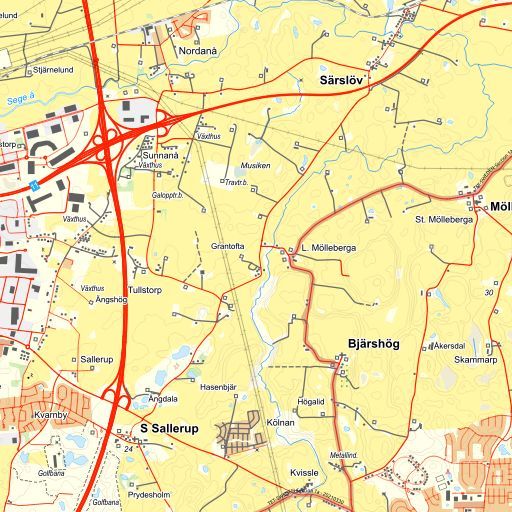 Nordanå
Stjärnelund
Särslöv
Sege å
Växthus
Sunnanå
Växthus
Musiken
Travtr.b.
Galopptr.b.
Möll
St. Mölleberga
Växthus
Grantofta
L. Mölleberga
Växthus
Tullstorp
Ängshög
30
Bjärshög
Åkersdal
Skammarp
Sallerup
Hasenbjär
Ängdala
Högalid
Kvarnby
S Sallerup
Kölnan
24
Metallind.
Golfbana
Kvissle
Prydesholm
Golfbana